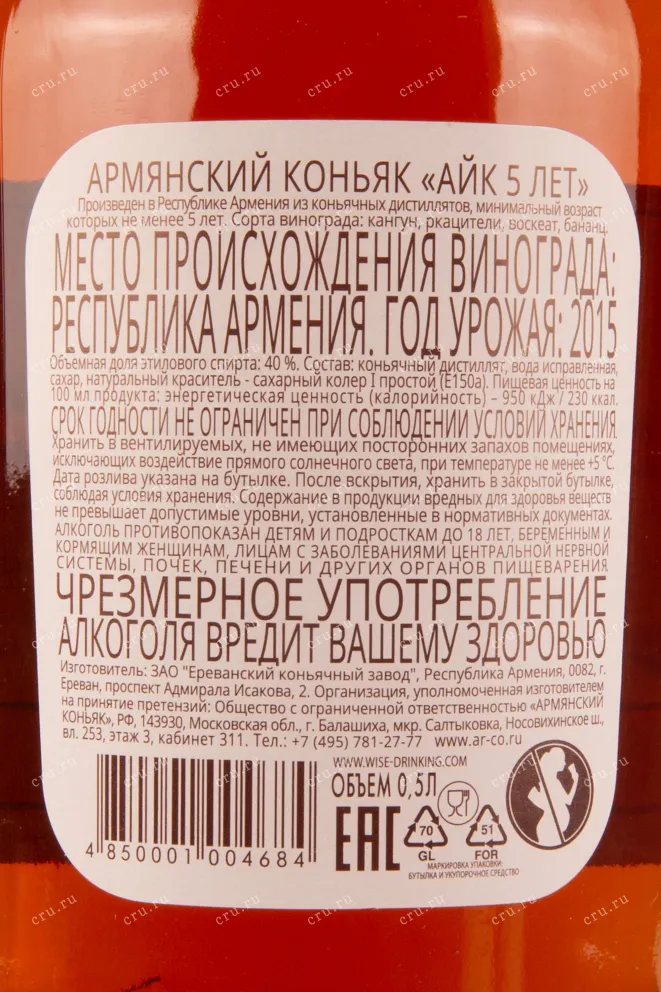 АРМЯНСКИЙ КОНЬЯК «АЙК 5 ЛЕТ»
Произведен в Республике Армения из коньячных дистиллятов, минимальный возраст
которых не менее 5 лет. Сорта винограда: кангун, ркацители, воскеат, бананц.
МЕСТО ПРОИСХОЖДЕНИЯ ВИНОГРАДА:
РЕСПУБЛИКА АРМЕНИЯ. ГОД УРОЖАЯ: 2015
Объемная доля этилового спирта: 40 %. Состав: коньячный дистиллят, вода исправленная,
сахар, натуральный краситель - сахарный колер I простой (Е150а). Пищевая ценность на
100 мл продукта: энергетическая ценность (калорийность) – 950 кДж / 230 ккал.
СРОК ГОДНОСТИ НЕ ОГРАНИЧЕН ПРИ СОБЛЮДЕНИИ УСЛОВИЙ ХРАНЕНИЯ
Хранить в вентилируемых, не имеющих посторонних запахов помещениях,
исключающих воздействие прямого солнечного света, при температуре не менее +5 °С.
Дата розлива указана на бутылке. После вскрытия, хранить в закрытой бутылке,
соблюдая условия хранения. Содержание в продукции вредных для здоровья веществ
не превышает допустимые уровни, установленные в нормативных документах.
АЛКОГОЛЬ ПРОТИВОПОКАЗАН ДЕТЯМ И ПОДРОСТКАМ ДО 18 ЛЕТ, БЕРЕМЕННЫМ И
КОРМЯЩИМ ЖЕНЩИНАМ, ЛИЦАМ С ЗАБОЛЕВАНИЯМИ ЦЕНТРАЛЬНОЙ НЕРВНОЙ
СИСТЕМЫ, ПОЧЕК, ПЕЧЕНИ И ДРУГИХ ОРГАНОВ ПИЩЕВАРЕНИЯ
ЧРЕЗМЕРНОЕ УПОТРЕБЛЕНИЕ
АЛКОГОЛЯ ВРЕДИТ ВАШЕМУ ЗДОРОВЬЮ
Изготовитель: ЗАО "Ереванский коньячный завод", Республика Армения, 0082, г.
Ереван, проспект Адмирала Исакова, 2. Организация, уполномоченная изготовителем
на принятие претензий: Общество с ограниченной ответственностью «АРМЯНСКИЙ
КОНЬЯК», РФ, 143930, Московская обл., г. Балашиха, мкр. Салтыковка, Носовихинское ш.,
вл. 253, этаж 3, кабинет 311. Тел.: +7 (495) 781-27-77 www.ar-co.ru
WWW.WISE-DRINKING.COM
ОБЪЕМ 0,5Л
EAC
70
GL
51
FOR
МАРКИРОВКА УПАКОВКИ:
БУТЫЛКА И УКУПОРОЧНОЕ СРЕДСТВО
4 850001 004684
cru.ru